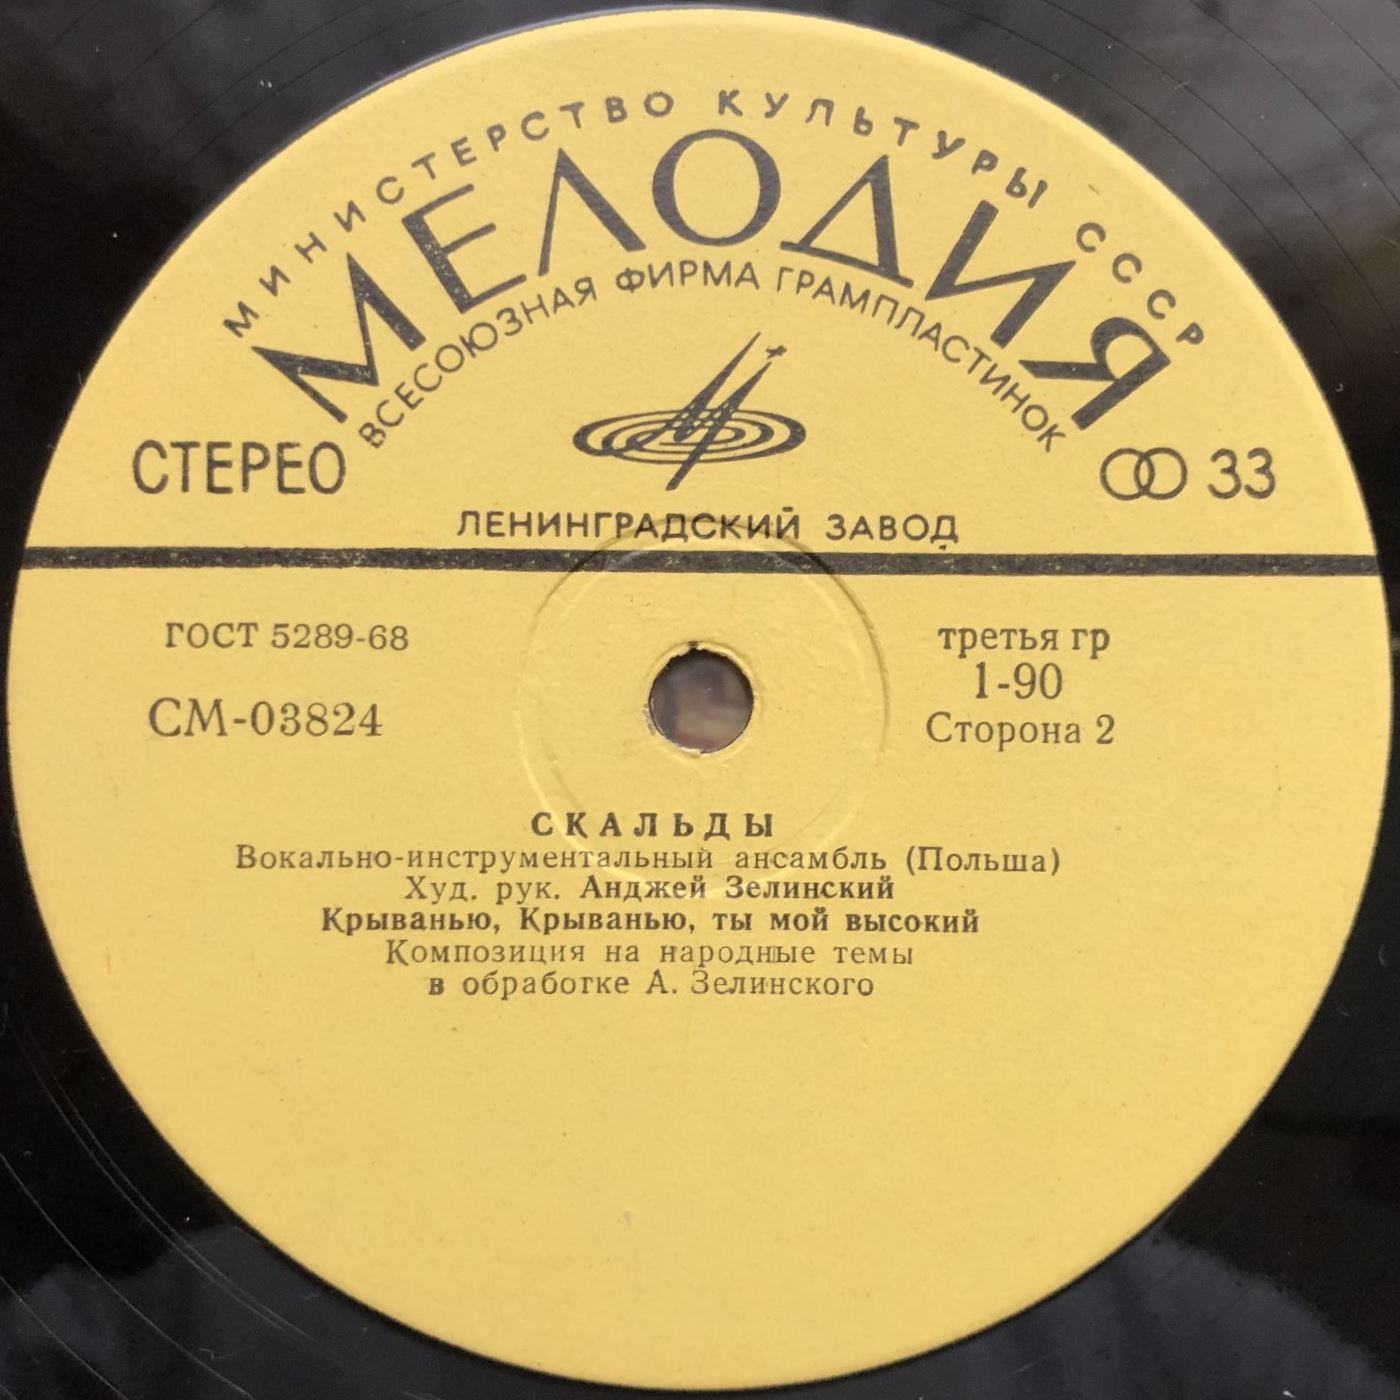 МИНИСТЕРСТВО КУЛЬТУРЫ СССР
МЕЛОДИЯ
ВСЕСОЮЗНАЯ ФИРМА ГРАМПЛАСТИНОК
СТЕРЕО
33
ЛЕНИНГРАДСКИЙ ЗАВОД
ГОСТ 5289-68
СМ-03824
третья гр
1-90
Сторона 2
СКАЛЬДЫ
Вокально-инструментальный ансамбль (Польша)
Худ. рук. Анджей Зелинский
Крыванью, Крыванью, ты мой высокий
Композиция на народные темы
в обработке А. Зелинского